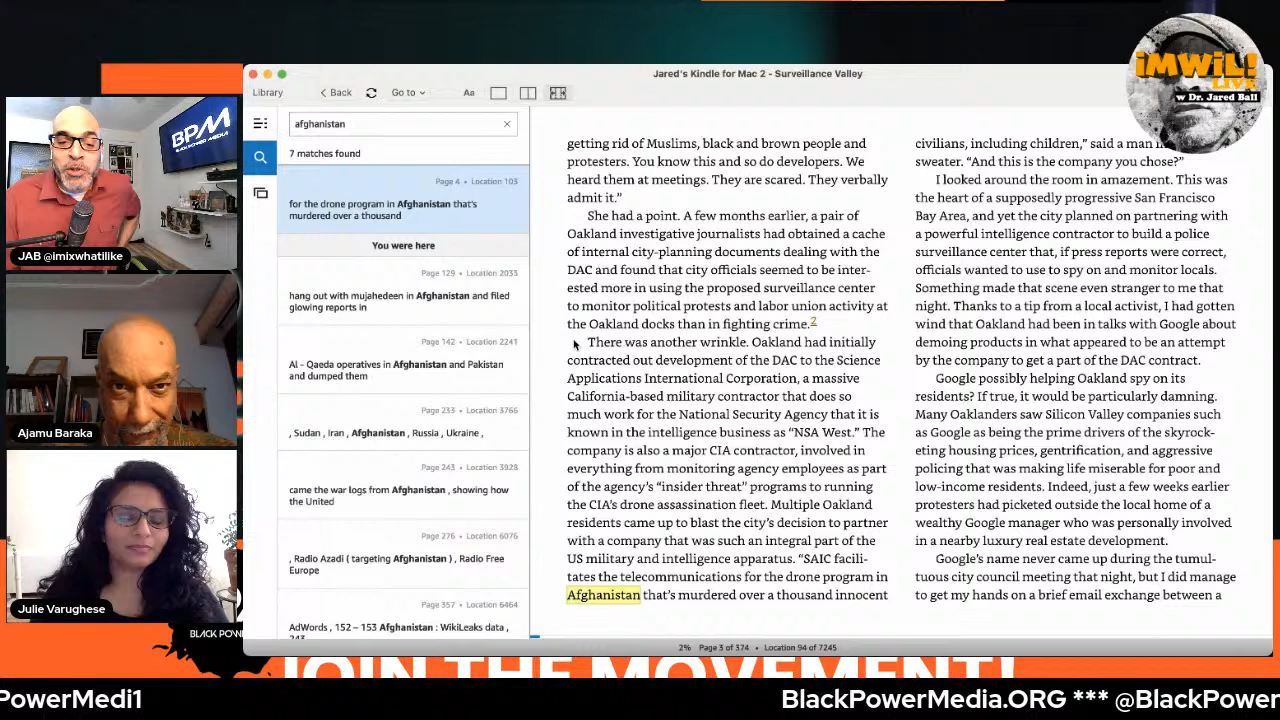 iMWiL!
LIVE
w Dr. Jared Ball
BPM
BLACK POWER MEDIA
JAB @imixwhatilike
Ajamu Baraka
Julie Varughese
Jared's Kindle for Mac 2 - Surveillance Valley
Library
Back
Go to
Aa
afghanistan
7 matches found
Page 4 • Location 103
for the drone program in Afghanistan that's
murdered over a thousand
You were here
Page 129 • Location 2033
hang out with mujahedeen in Afghanistan and filed
glowing reports in
Page 142 • Location 2241
Al - Qaeda operatives in Afghanistan and Pakistan
and dumped them
Page 233 • Location 3766
, Sudan , Iran , Afghanistan , Russia , Ukraine ,
Page 243 • Location 3928
came the war logs from Afghanistan , showing how
the United
Page 276 • Location 6076
, Radio Azadi ( targeting Afghanistan ) , Radio Free
Europe
Page 357 • Location 6464
AdWords , 152 – 153 Afghanistan : WikiLeaks data ,
243
getting rid of Muslims, black and brown people and
protesters. You know this and so do developers. We
heard them at meetings. They are scared. They verbally
admit it.”
She had a point. A few months earlier, a pair of
Oakland investigative journalists had obtained a cache
of internal city-planning documents dealing with the
DAC and found that city officials seemed to be inter-
ested more in using the proposed surveillance center
to monitor political protests and labor union activity at
the Oakland docks than in fighting crime.2
There was another wrinkle. Oakland had initially
contracted out development of the DAC to the Science
Applications International Corporation, a massive
California-based military contractor that does so
much work for the National Security Agency that it is
known in the intelligence business as “NSA West.” The
company is also a major CIA contractor, involved in
everything from monitoring agency employees as part
of the agency’s “insider threat” programs to running
the CIA’s drone assassination fleet. Multiple Oakland
residents came up to blast the city’s decision to partner
with a company that was such an integral part of the
US military and intelligence apparatus. “SAIC facili-
tates the telecommunications for the drone program in
Afghanistan that’s murdered over a thousand innocent
civilians, including children,” said a man
sweater. “And this is the company you chose?”
I looked around the room in amazement. This was
the heart of a supposedly progressive San Francisco
Bay Area, and yet the city planned on partnering with
a powerful intelligence contractor to build a police
surveillance center that, if press reports were correct,
officials wanted to use to spy on and monitor locals.
Something made that scene even stranger to me that
night. Thanks to a tip from a local activist, I had gotten
wind that Oakland had been in talks with Google about
demoing products in what appeared to be an attempt
by the company to get a part of the DAC contract.
Google possibly helping Oakland spy on its
residents? If true, it would be particularly damning.
Many Oaklanders saw Silicon Valley companies such
as Google as being the prime drivers of the skyrock-
eting housing prices, gentrification, and aggressive
policing that was making life miserable for poor and
low-income residents. Indeed, just a few weeks earlier
protesters had picketed outside the local home of a
wealthy Google manager who was personally involved
in a nearby luxury real estate development.
Google’s name never came up during the tumul-
tuous city council meeting that night, but I did manage
to get my hands on a brief email exchange between a
2% Page 3 of 374 • Location 94 of 7245
BLACK POW
JOIN THE MOVEMENT!
PowerMedi1
BlackPowerMedia.ORG *** @BlackPower